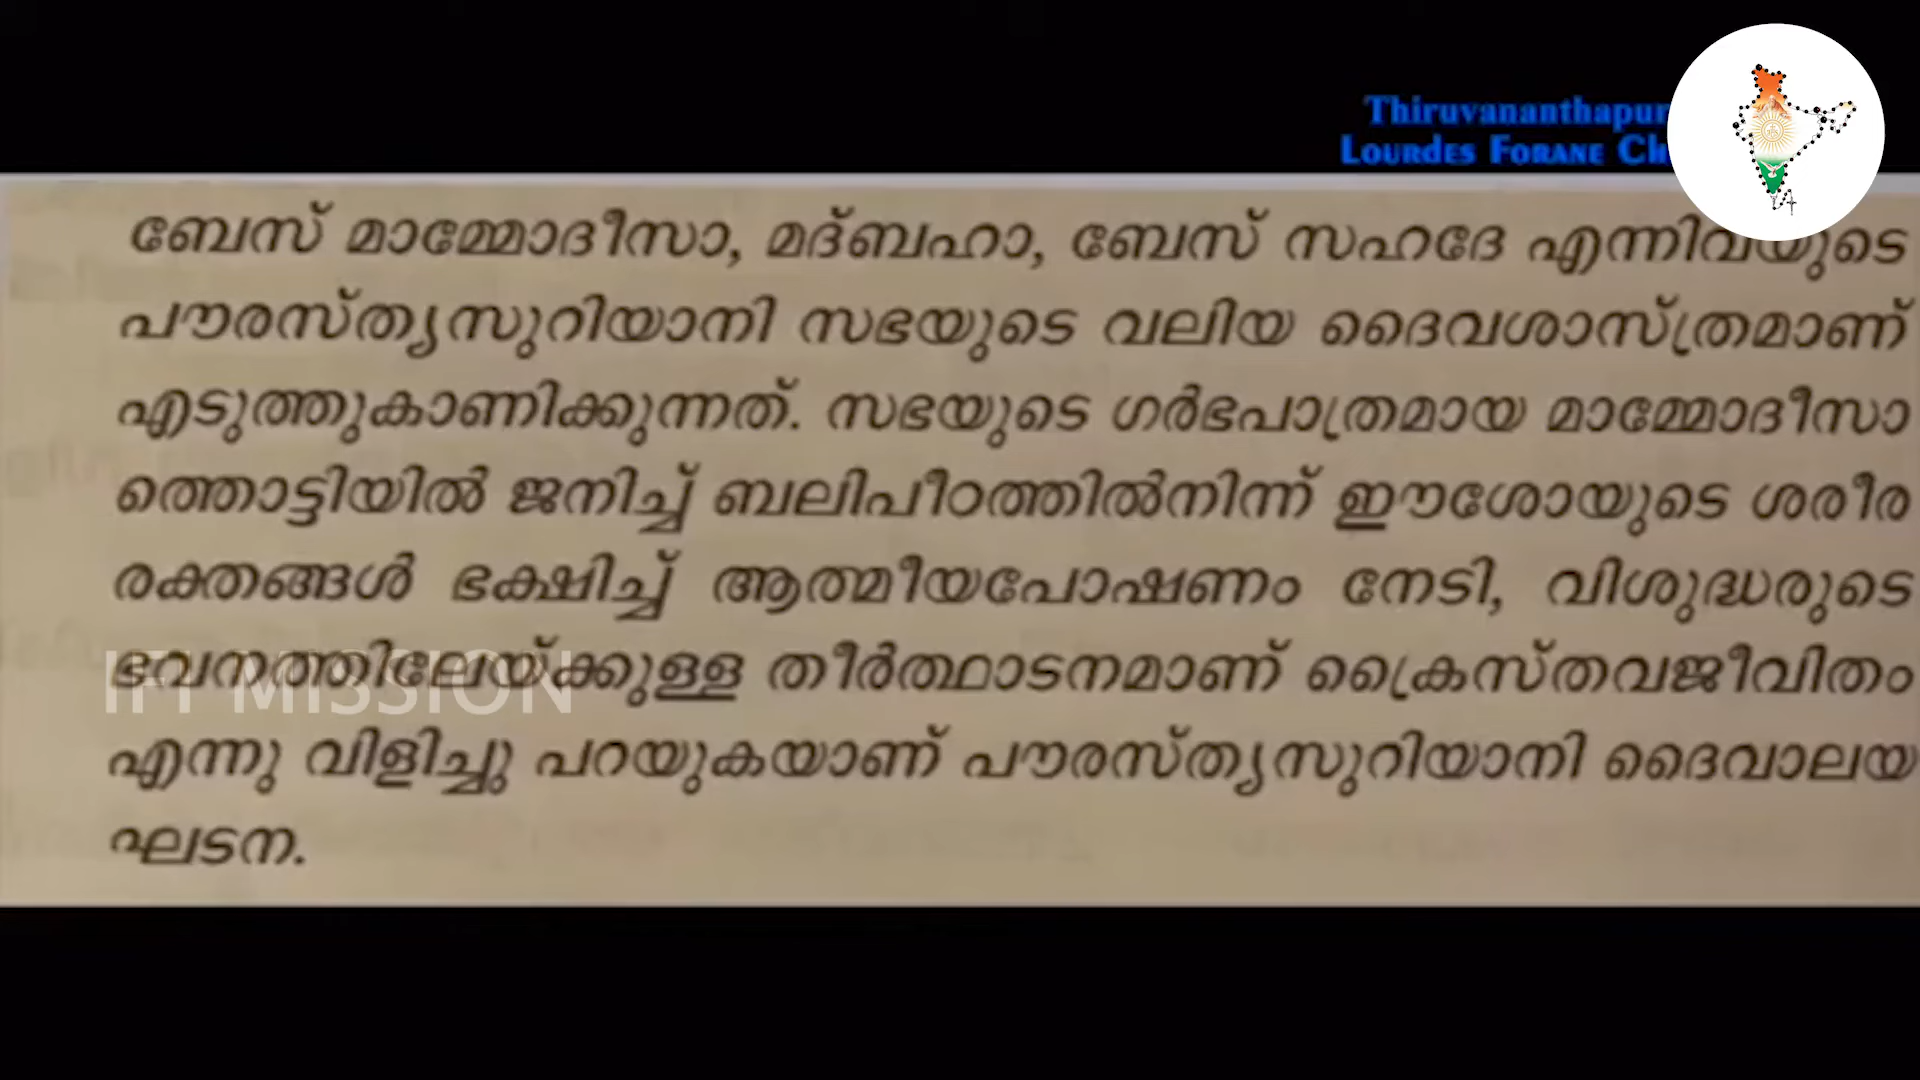 Thiruvananthapur
LOURDES FORANE Ch
ബേസ് മാമ്മോദീസാ, മദ്ബഹാ, ബേസ് സഹദേ എന്നിവയുടെ
പൗരസ്ത്യസുറിയാനി സഭയുടെ വലിയ ദൈവശാസ്ത്രമാണ്
എടുത്തുകാണിക്കുന്നത്. സഭയുടെ ഗർഭപാത്രമായ മാമ്മോദീസാ
ത്തൊട്ടിയിൽ ജനിച്ച് ബലിപീഠത്തിൽനിന്ന് ഈശോയുടെ ശരീര
രക്തങ്ങൾ ഭക്ഷിച്ച് ആത്മീയപോഷണം നേടി, വിശുദ്ധരുടെ
ഭവനത്തിലേയ്ക്കുള്ള തീർത്ഥാടനമാണ് ക്രൈസ്തവജീവിതം
IFI MISSION
എന്നു വിളിച്ചു പറയുകയാണ് പൗരസ്ത്യസുറിയാനി ദൈവാലയ
ഘടന.